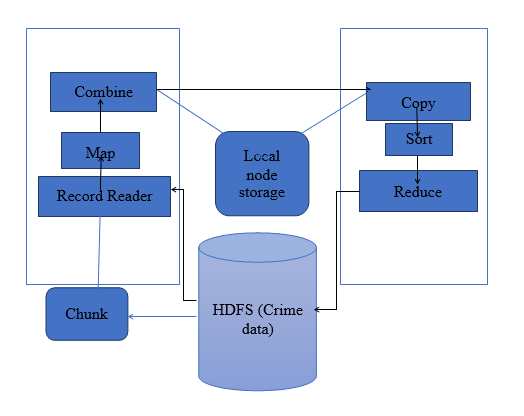 Combine
Map
Record Reader
Chunk
Local
node
storage
HDFS (Crime
data)
Copy
Sort
Reduce